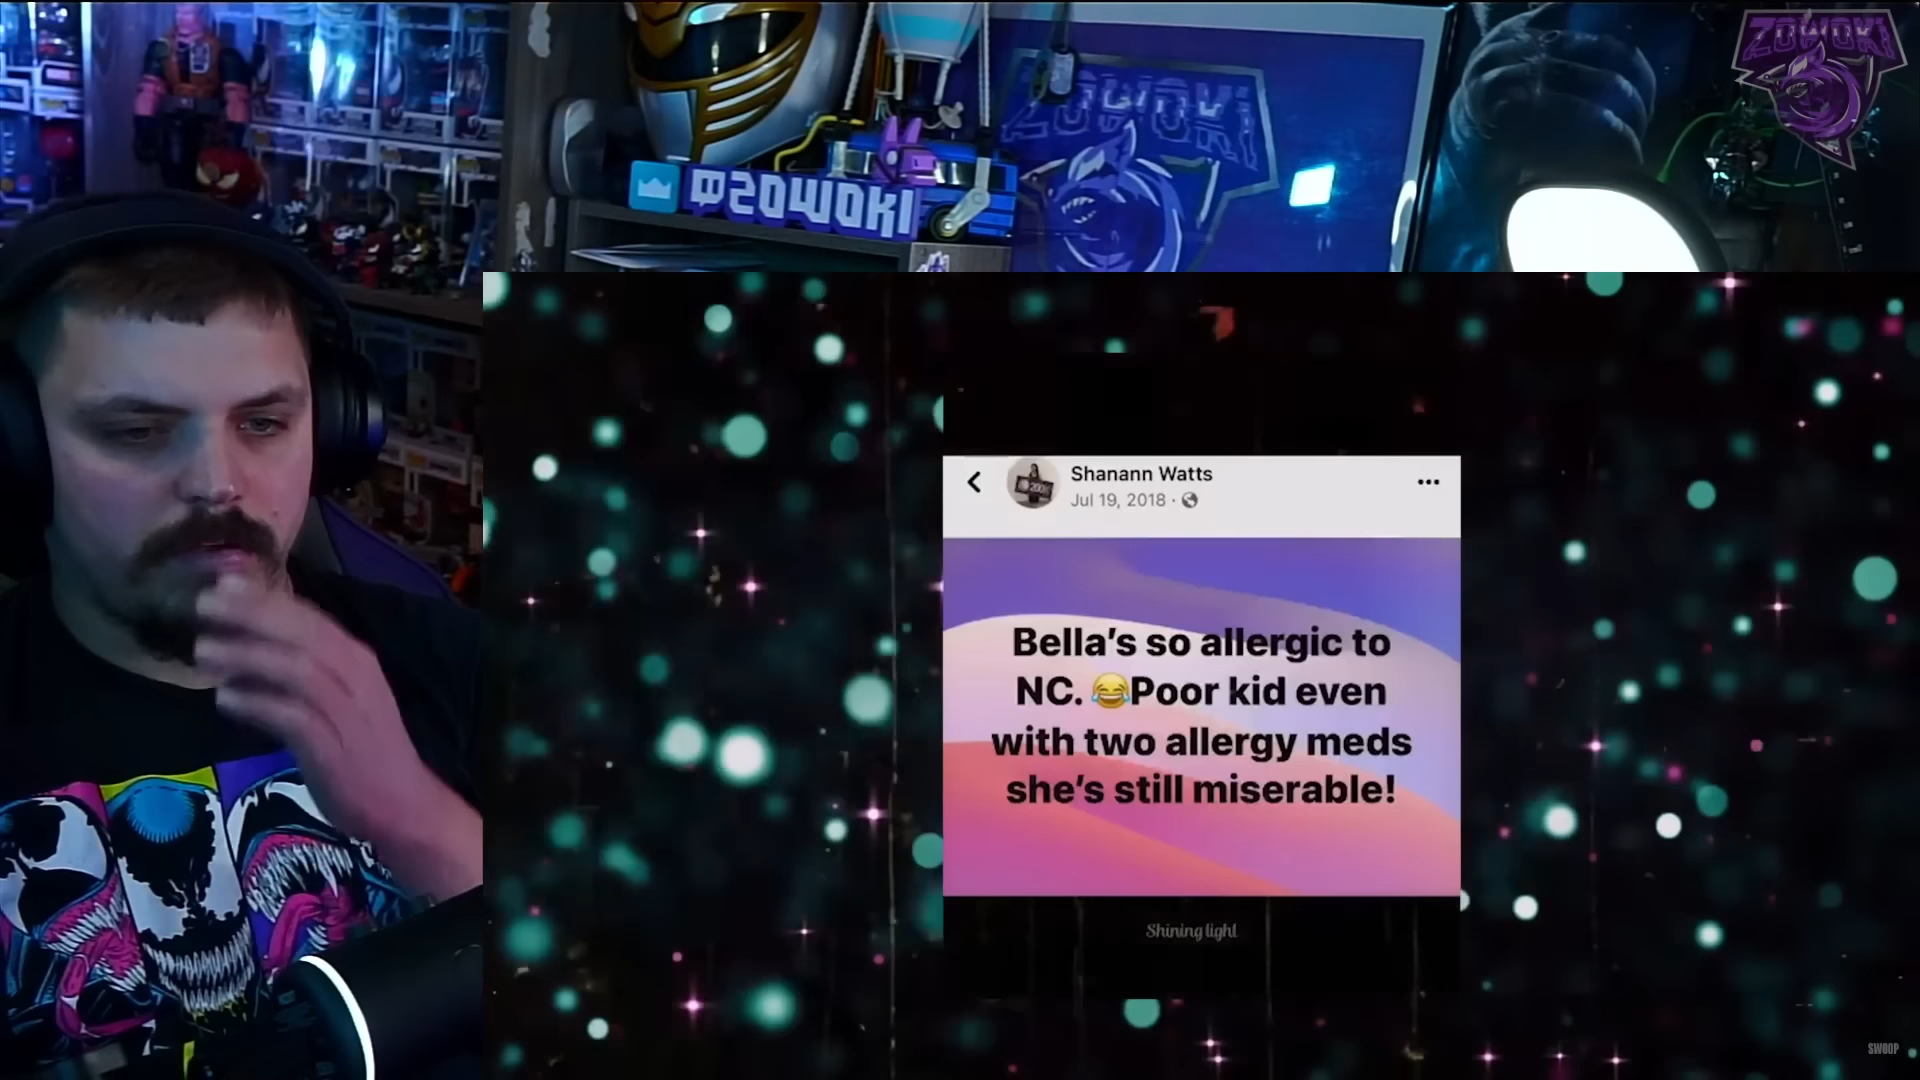 ZOWOKI
@ZOWOKI
ZOWOKI
Shanann Watts
Jul 19, 2018 ·
Bella's so allergic to
NC. 😂Poor kid even
with two allergy meds
she's still miserable!
Shining light
SWOOP